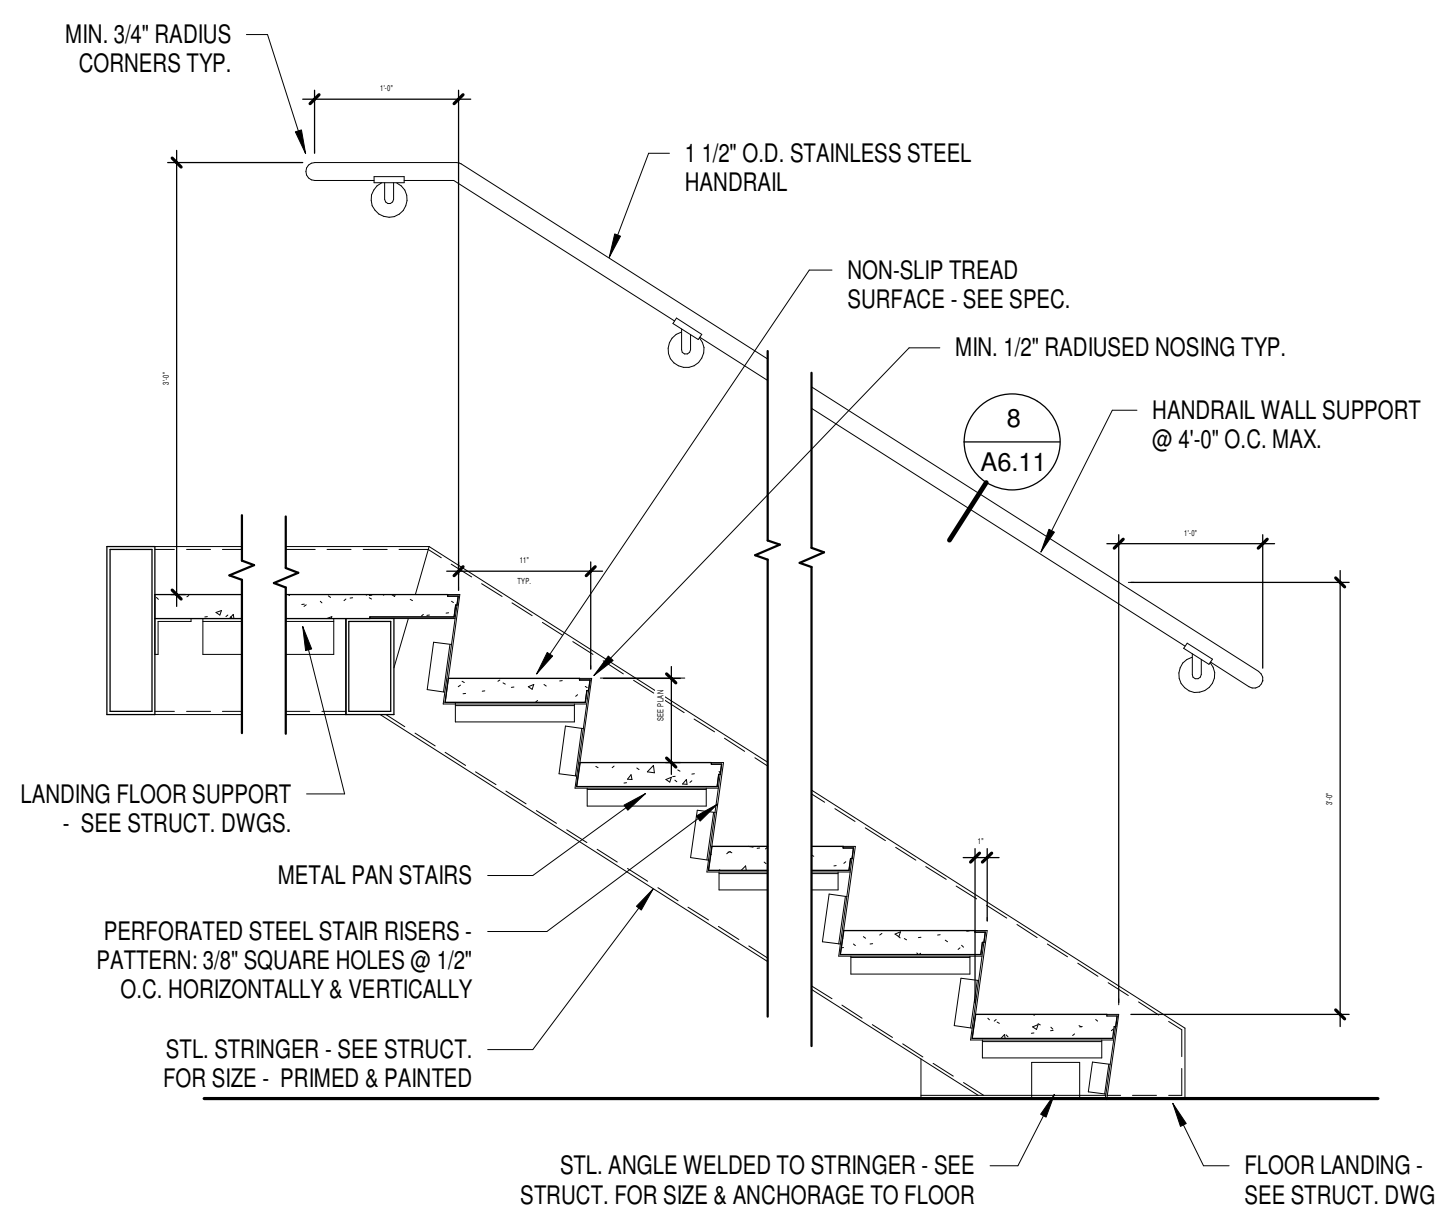 MIN. 3/4" RADIUS
CORNERS TYP.
1'-0"
1 1/2" O.D. STAINLESS STEEL
HANDRAIL
NON-SLIP TREAD
SURFACE - SEE SPEC.
MIN. 1/2" RADIUSED NOSING TYP.
3'-0"
8
A6.11
HANDRAIL WALL SUPPORT
@ 4'-0" O.C. MAX.
1'-0"
11"
TYP.
SEE PLAN
LANDING FLOOR SUPPORT
- SEE STRUCT. DWGS.
3'-0"
1"
METAL PAN STAIRS
PERFORATED STEEL STAIR RISERS -
PATTERN: 3/8" SQUARE HOLES @ 1/2"
O.C. HORIZONTALLY & VERTICALLY
STL. STRINGER - SEE STRUCT.
FOR SIZE - PRIMED & PAINTED
STL. ANGLE WELDED TO STRINGER - SEE
STRUCT. FOR SIZE & ANCHORAGE TO FLOOR
FLOOR LANDING -
SEE STRUCT. DWG